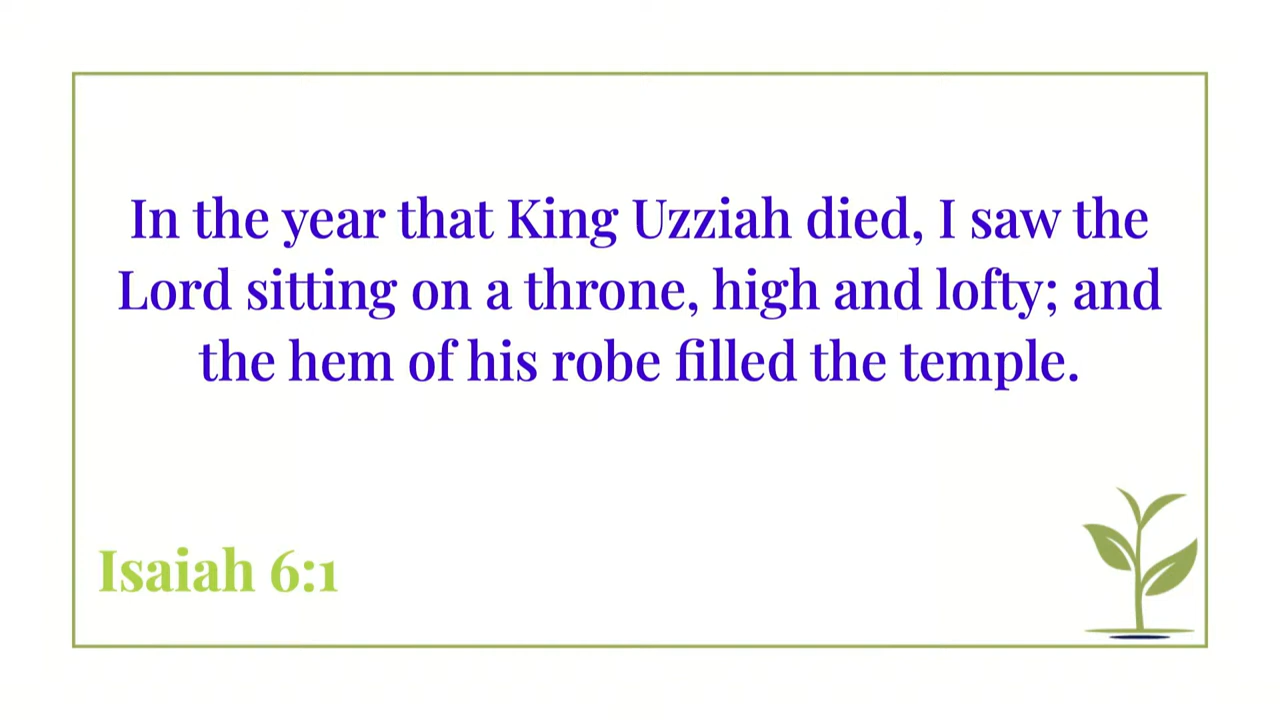 In the year that King Uzziah died, I saw the
Lord sitting on a throne, high and lofty; and
the hem of his robe filled the temple.
Isaiah 6:1